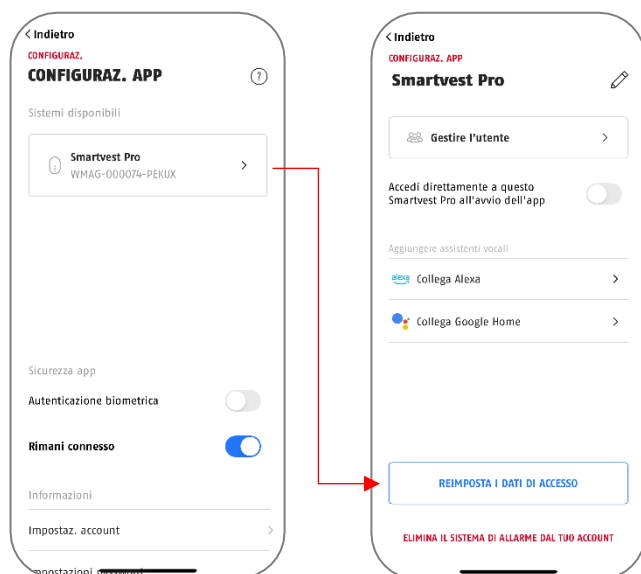 Indietro
CONFIGURAZ.
CONFIGURAZ. APP
?
Sistemi disponibili
Smartvest Pro
WMAG-000074-PEKUX
Sicurezza app
Autenticazione biometrica
Rimani connesso
Informazioni
Impostaz. account
Indietro
CONFIGURAZ. APP
Smartvest Pro
Gestire l'utente
Accedi direttamente a questo
Smartvest Pro all'avvio dell'app
Aggiungere assistenti vocali
alexa Collega Alexa
Collega Google Home
REIMPOSTA I DATI DI ACCESSO
ELIMINA IL SISTEMA DI ALLARME DAL TUO ACCOUNT